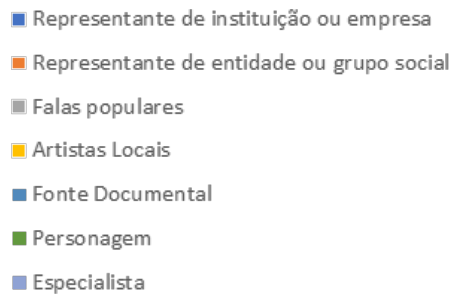 Representante de instituição ou empresa
Representante de entidade ou grupo social
Falas populares
Artistas Locais
Fonte Documental
Personagem
Especialista